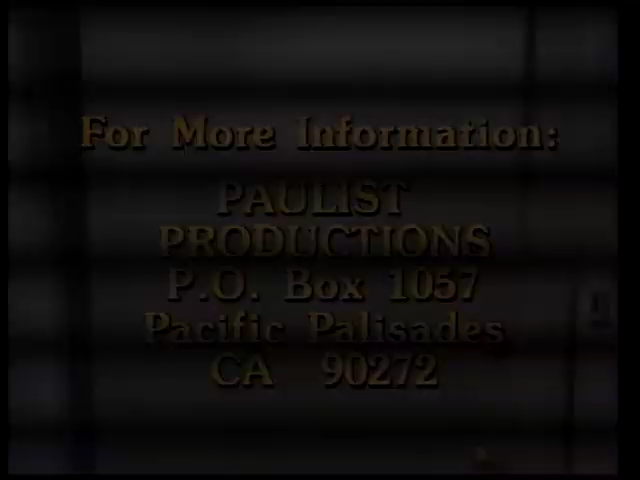 For More Information:
PAULIST
PRODUCTIONS
P.O. Box 1057
Pacific Palisades
CA 90272